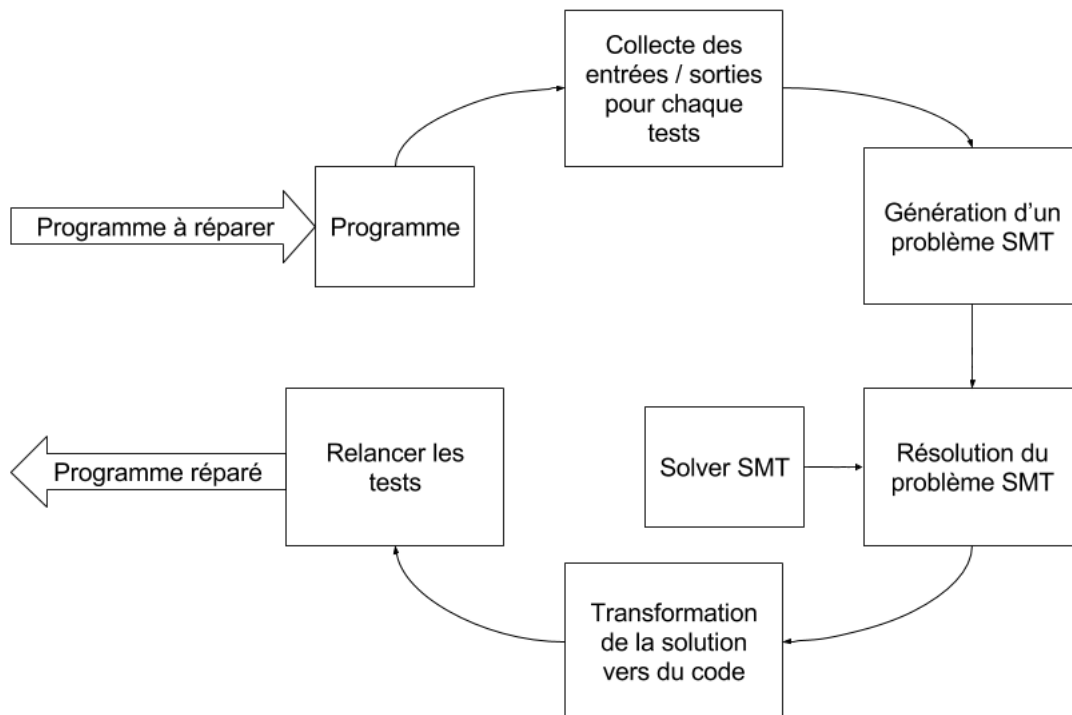 Collecte des
entrées / sorties
pour chaque
tests
Programme à réparer
Programme
Génération d'un
problème SMT
Relancer les
tests
Programme réparé
Solver SMT
Résolution du
problème SMT
Transformation
de la solution
vers du code